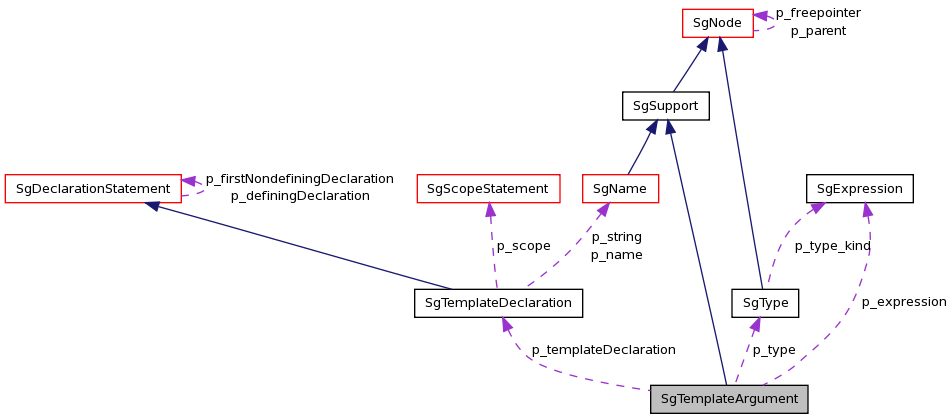 SgNode
p_freepointer
p_parent
SgSupport
SgDeclarationStatement
p_firstNondefiningDeclaration
p_definingDeclaration
SgScopeStatement
SgName
SgExpression
p_scope
p_string
p_name
p_type_kind
SgTemplateDeclaration
SgType
p_expression
p_templateDeclaration
p_type
SgTemplateArgument